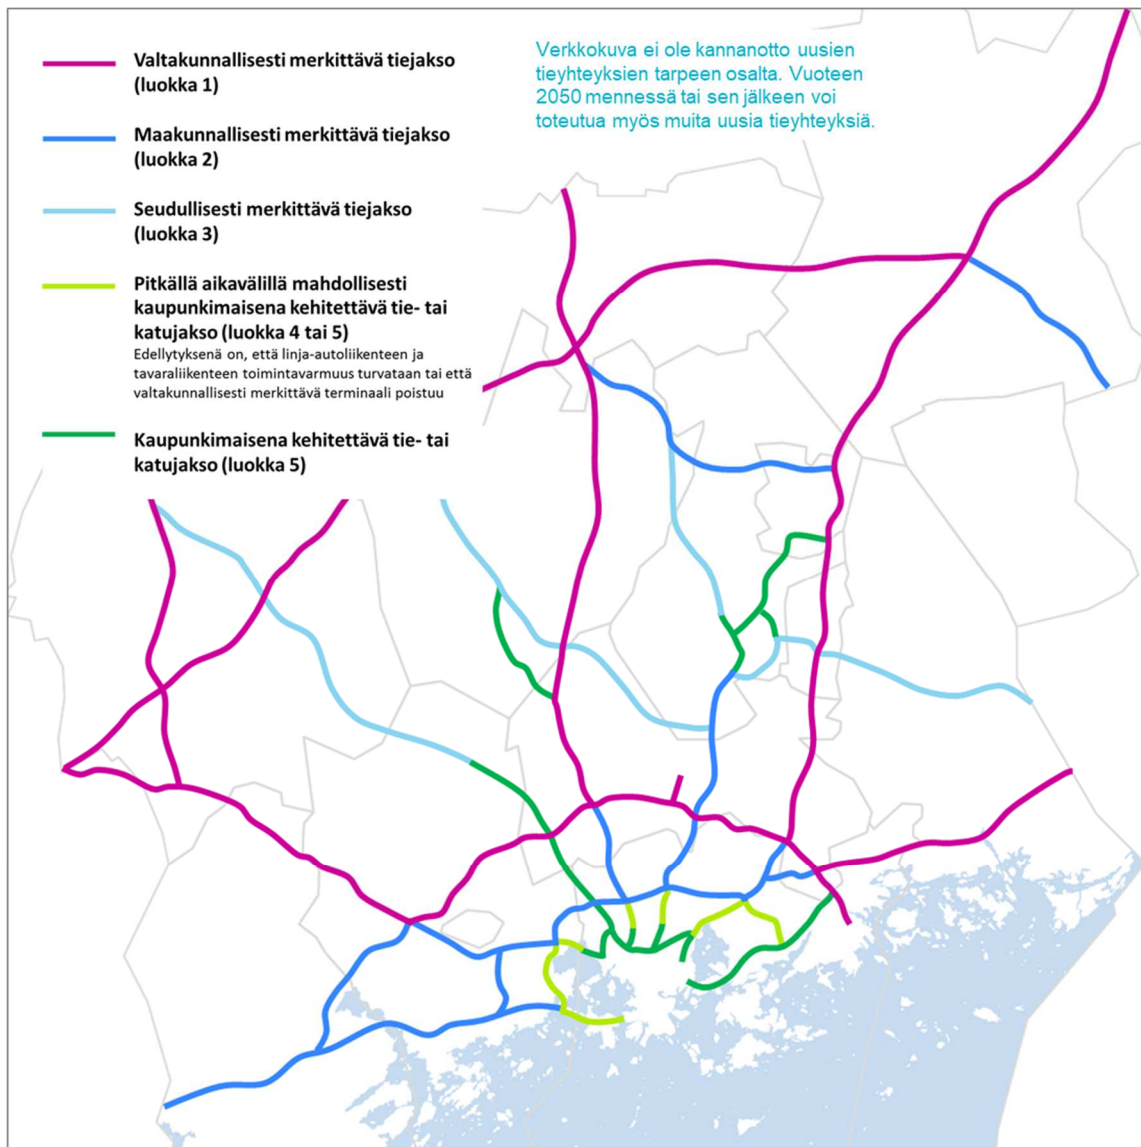 Valtakunnallisesti merkittävä tiejakso
(luokka 1)
Maakunnallisesti merkittävä tiejakso
(luokka 2)
Seudullisesti merkittävä tiejakso
(luokka 3)
Pitkällä aikavälillä mahdollisesti
kaupunkimaisena kehitettävä tie- tai
katujakso (luokka 4 tai 5)
Edellytyksenä on, että linja-autoliikenteen ja
tavaraliikenteen toimintavarmuus turvataan tai että
valtakunnallisesti merkittävä terminaali poistuu
Kaupunkimaisena kehitettävä tie- tai
katujakso (luokka 5)
Verkkokuva ei ole kannanotto uusien
tieyhteyksien tarpeen osalta. Vuoteen
2050 mennessä tai sen jälkeen voi
toteutua myös muita uusia tieyhteyksiä.